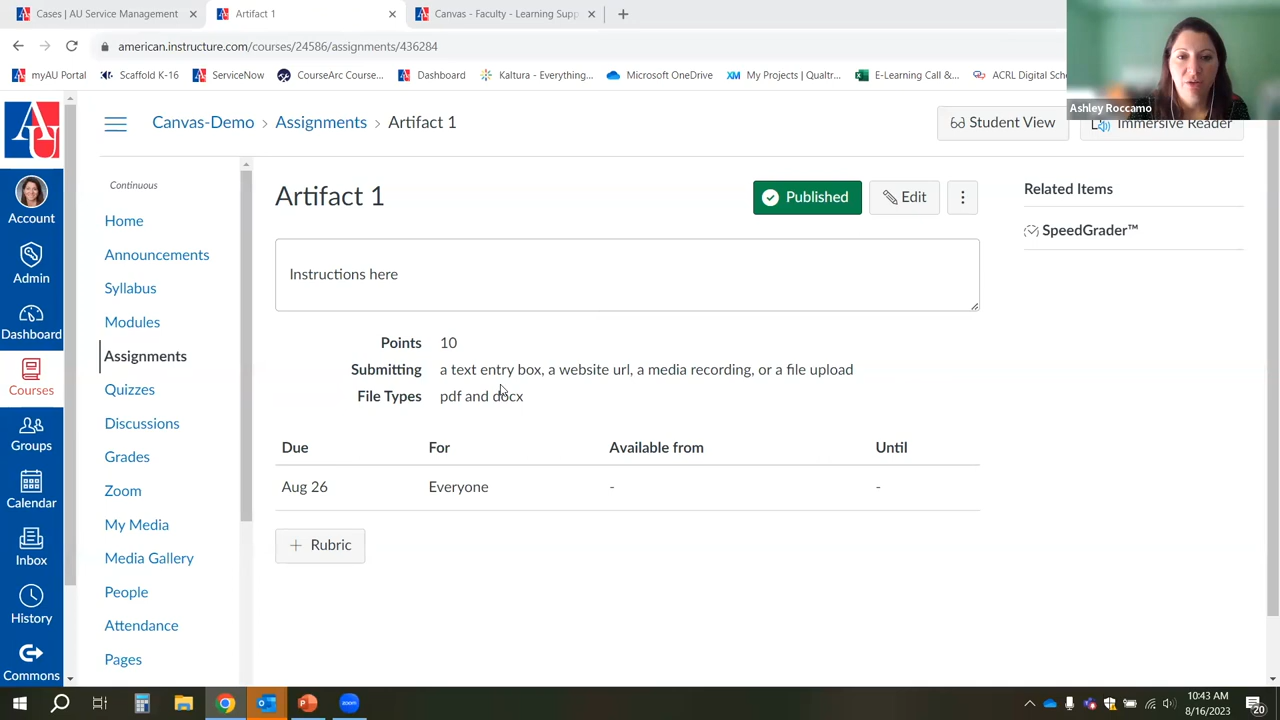 Cases | AU Service Management
Artifact 1
Canvas - Faculty - Learning Supp
american.instructure.com/courses/24586/assignments/436284
myAU Portal
Scaffold K-16
ServiceNow
CourseArc Course...
Dashboard
Kaltura - Everything...
Microsoft OneDrive
XM My Projects | Qualtr...
E-Learning Call &...
ACRL Digital Sch
Ashley Roccamo
AU
Canvas-Demo > Assignments > Artifact 1
Student View
Immersive Reader
Account
Admin
Dashboard
Courses
Groups
Calendar
Inbox
History
Commons
Continuous
Home
Announcements
Syllabus
Modules
Assignments
Quizzes
Discussions
Grades
Zoom
My Media
Media Gallery
People
Attendance
Pages
Artifact 1
Published
Edit
Instructions here
Points 10
Submitting a text entry box, a website url, a media recording, or a file upload
File Types pdf and docx
Due For Available from Until
Aug 26 Everyone - -
+ Rubric
Related Items
SpeedGrader™
zoom
10:43 AM
8/16/2023
20